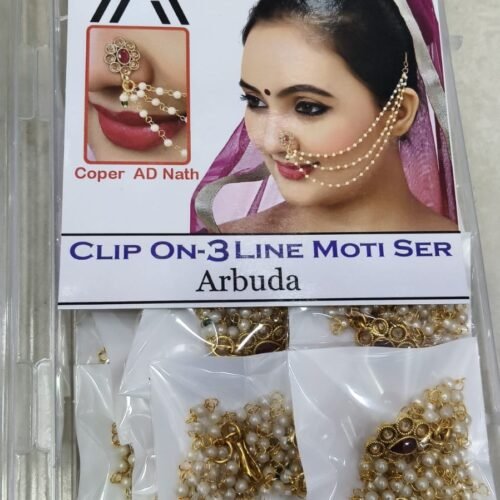 Coper AD Nath
CLIP ON-3 LINE MOTI SER
Arbuda